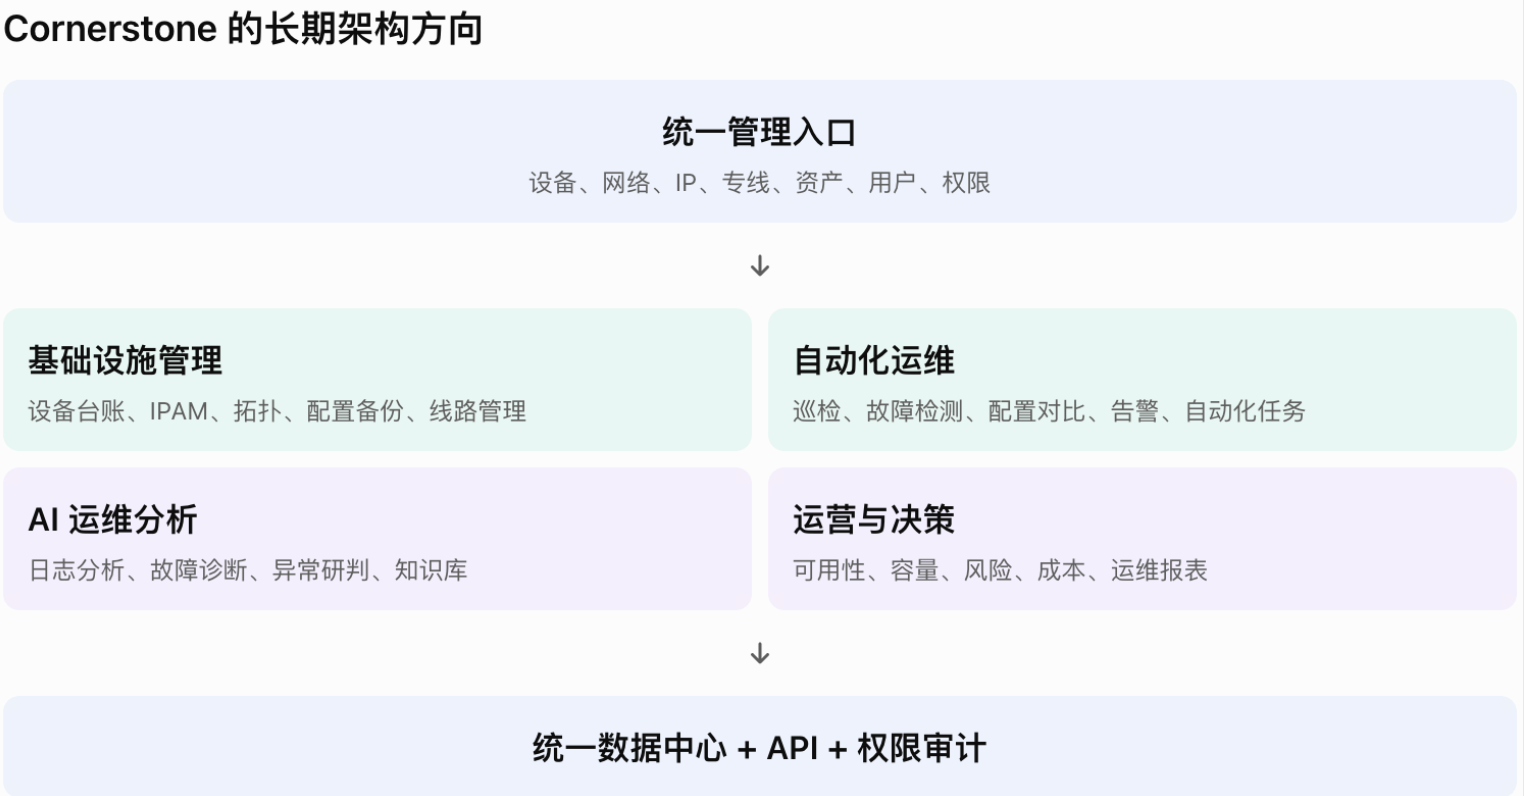 Cornerstone 的长期架构方向
统一管理入口
设备、网络、IP、专线、资产、用户、权限
↓
基础设施管理
设备台账、IPAM、拓扑、配置备份、线路管理
自动化运维
巡检、故障检测、配置对比、告警、自动化任务
AI 运维分析
日志分析、故障诊断、异常研判、知识库
运营与决策
可用性、容量、风险、成本、运维报表
↓
统一数据中心 + API + 权限审计